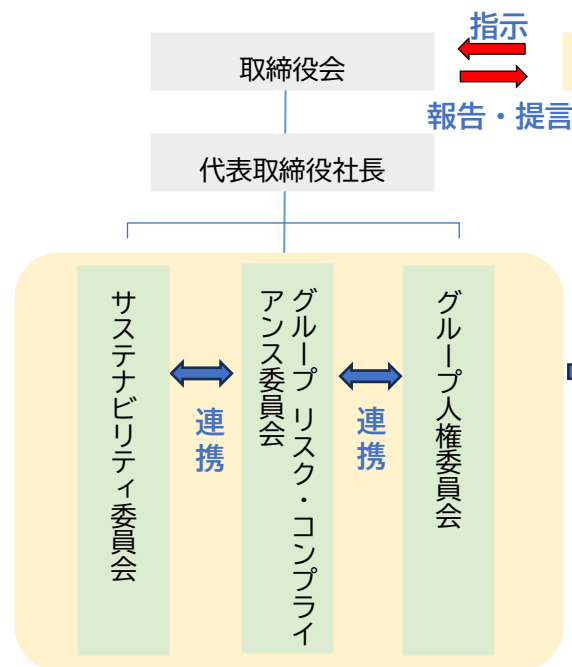 指示
取締役会
報告・提言
代表取締役社長
サステナビリティ委員会
連携
グループ リスク・コンプライ
アンス委員会
連携
グループ人権委員会